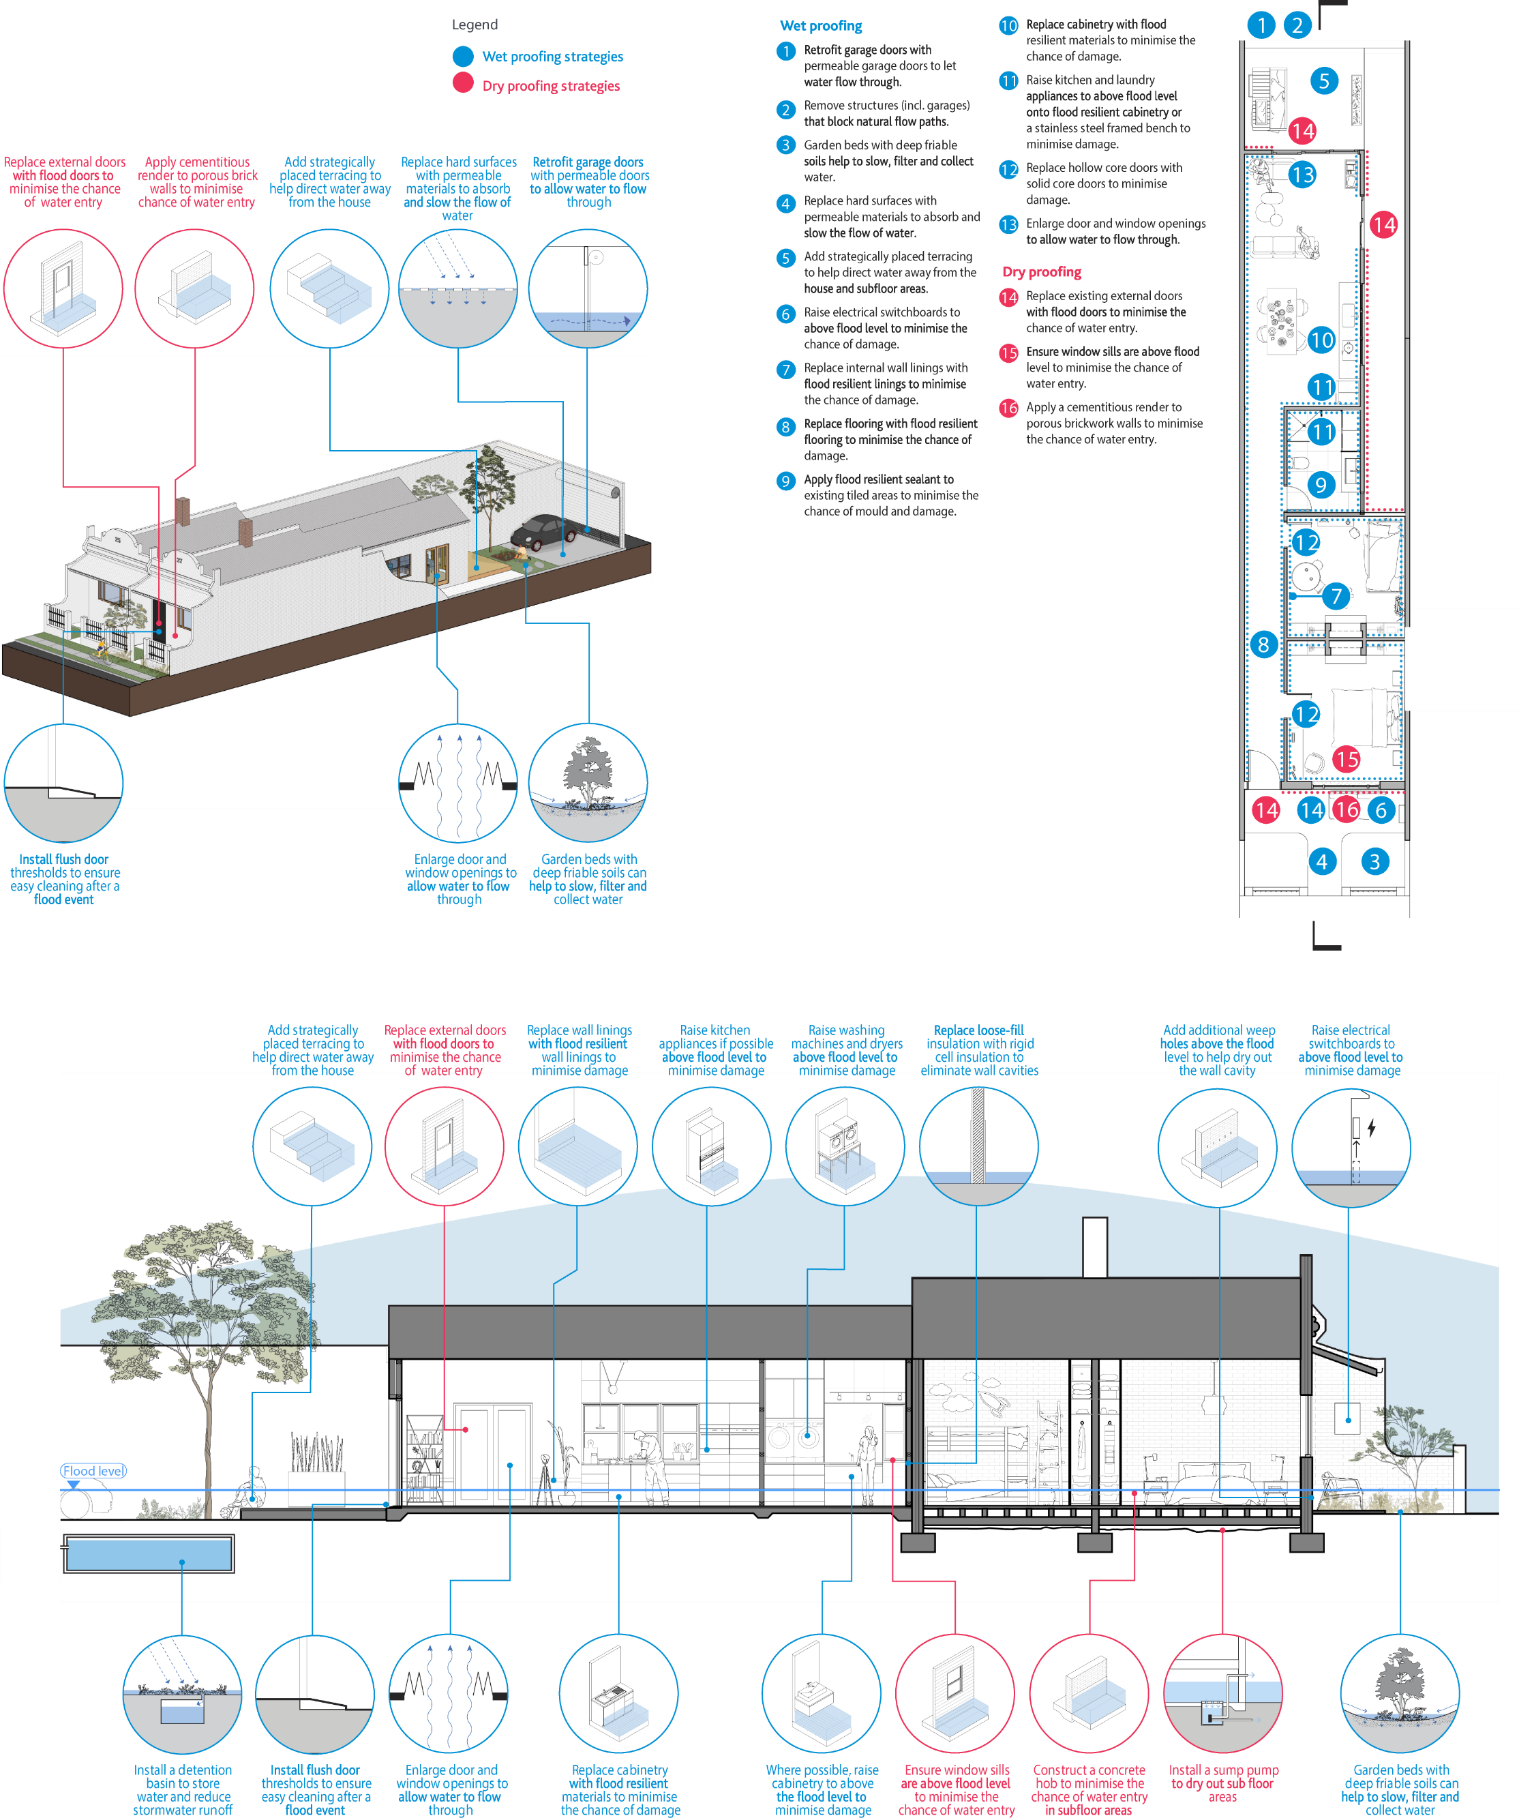 Legend
Wet proofing strategies
Dry proofing strategies
Replace external doors
with flood doors to
minimise the chance
of water entry
Apply cementitious
render to porous brick
walls to minimise
chance of water entry
Add strategically
placed terracing to
help direct water away
from the house
Replace hard surfaces
with permeable
materials to absorb
and slow the flow of
water
Retrofit garage doors
with permeable doors
to allow water to flow
through
Install flush door
thresholds to ensure
easy cleaning after a
flood event
Enlarge door and
window openings to
allow water to flow
through
Garden beds with
deep friable soils can
help to slow, filter and
collect water
Wet proofing
1 Retrofit garage doors with
permeable garage doors to let
water flow through.
2 Remove structures (incl. garages)
that block natural flow paths.
3 Garden beds with deep friable
soils help to slow, filter and collect
water.
4 Replace hard surfaces with
permeable materials to absorb and
slow the flow of water.
5 Add strategically placed terracing
to help direct water away from the
house and subfloor areas.
6 Raise electrical switchboards to
above flood level to minimise the
chance of damage.
7 Replace internal wall linings with
flood resilient linings to minimise
the chance of damage.
8 Replace flooring with flood resilient
flooring to minimise the chance of
damage.
9 Apply flood resilient sealant to
existing tiled areas to minimise the
chance of mould and damage.
10 Replace cabinetry with flood
resilient materials to minimise the
chance of damage.
11 Raise kitchen and laundry
appliances to above flood level
onto flood resilient cabinetry or
a stainless steel framed bench to
minimise damage.
12 Replace hollow core doors with
solid core doors to minimise
damage.
13 Enlarge door and window openings
to allow water to flow through.
Dry proofing
14 Replace existing external doors
with flood doors to minimise the
chance of water entry.
15 Ensure window sills are above flood
level to minimise the chance of
water entry.
16 Apply a cementitious render to
porous brickwork walls to minimise
the chance of water entry.
1 2
5
14
13
14
10
11
11
9
12
7
8
12
15
14 14 16 6
4 3
Add strategically
placed terracing to
help direct water away
from the house
Replace external doors
with flood doors to
minimise the chance
of water entry
Replace wall linings
with flood resilient
wall linings to
minimise damage
Raise kitchen
appliances if possible
above flood level to
minimise damage
Raise washing
machines and dryers
above flood level to
minimise damage
Replace loose-fill
insulation with rigid
cell insulation to
eliminate wall cavities
Add additional weep
holes above the flood
level to help dry out
the wall cavity
Raise electrical
switchboards to
above flood level to
minimise damage
Flood level
Install a detention
basin to store
water and reduce
stormwater runoff
Install flush door
thresholds to ensure
easy cleaning after a
flood event
Enlarge door and
window openings to
allow water to flow
through
Replace cabinetry
with flood resilient
materials to minimise
the chance of damage
Where possible, raise
cabinetry to above
the flood level to
minimise damage
Ensure window sills
are above flood level
to minimise the
chance of water entry
Construct a concrete
hob to minimise the
chance of water entry
in subfloor areas
Install a sump pump
to dry out sub floor
areas
Garden beds with
deep friable soils can
help to slow, filter and
collect water